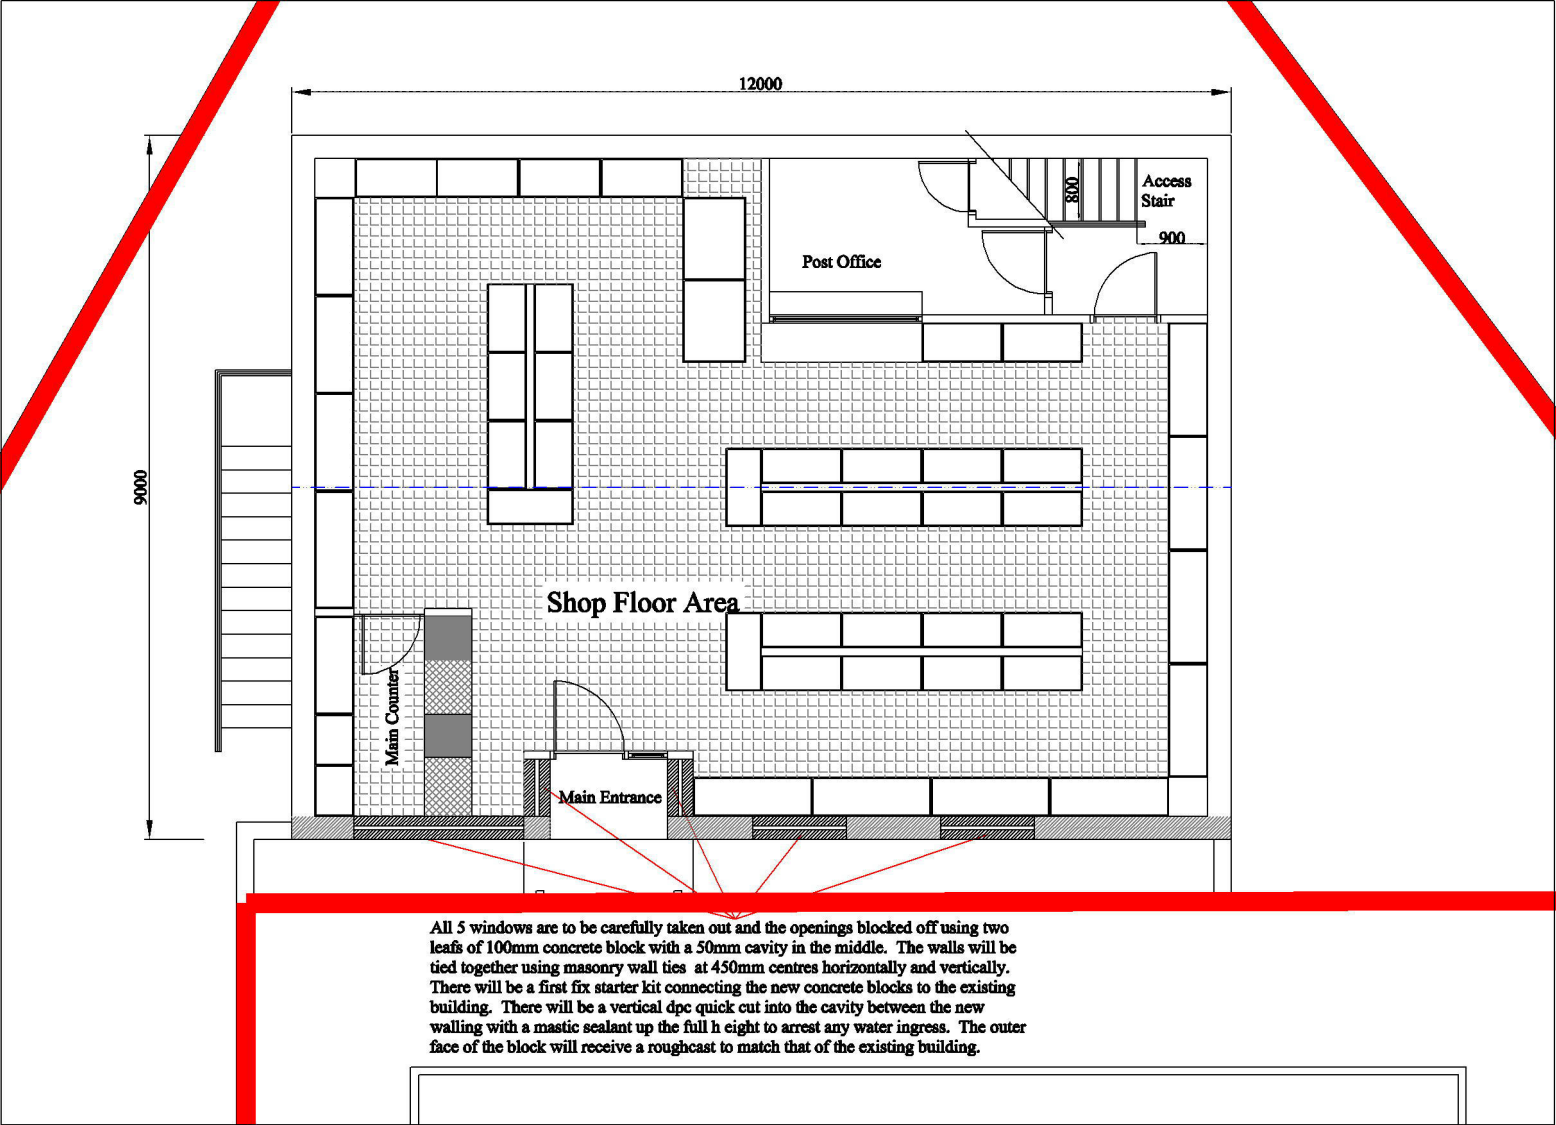 12000
800
Access
Stair
900
Post Office
9000
Shop Floor Area
Main Counter
Main Entrance
All 5 windows are to be carefully taken out and the openings blocked off using two
leafs of 100mm concrete block with a 50mm cavity in the middle. The walls will be
tied together using masonry wall ties at 450mm centres horizontally and vertically.
There will be a first fix starter kit connecting the new concrete blocks to the existing
building. There will be a vertical dpc quick cut into the cavity between the new
walling with a mastic sealant up the full h eight to arrest any water ingress. The outer
face of the block will receive a roughcast to match that of the existing building.